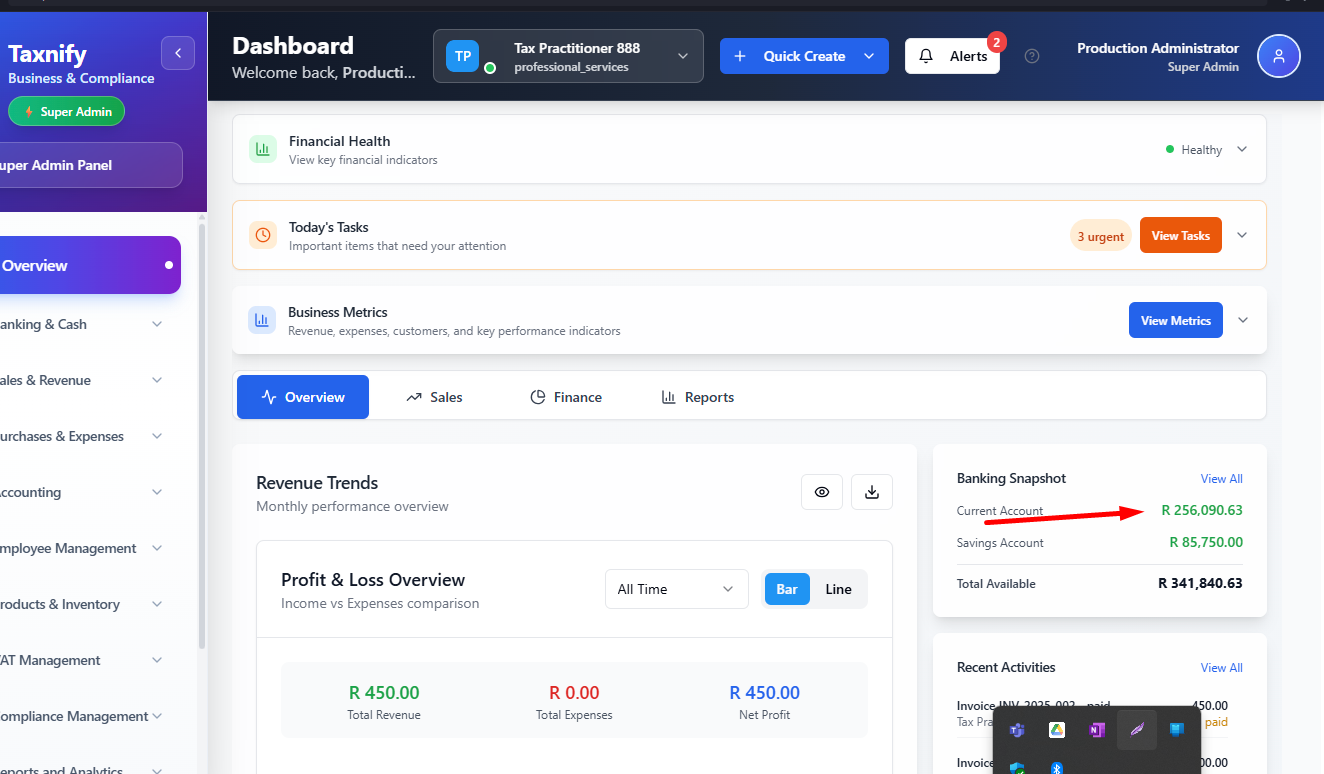 Taxnify
Business & Compliance
Super Admin
uper Admin Panel
Overview
anking & Cash
ales & Revenue
urchases & Expenses
ccounting
mployee Management
roducts & Inventory
AT Management
ompliance Management
eports and Analytics
Dashboard
Welcome back, Producti...
TP
Tax Practitioner 888
professional_services
Quick Create
Alerts
2
Production Administrator
Super Admin
Financial Health
View key financial indicators
Healthy
Today's Tasks
Important items that need your attention
3 urgent
View Tasks
Business Metrics
Revenue, expenses, customers, and key performance indicators
View Metrics
Overview
Sales
Finance
Reports
Revenue Trends
Monthly performance overview
Profit & Loss Overview
Income vs Expenses comparison
All Time
Bar
Line
R 450.00
Total Revenue
R 0.00
Total Expenses
R 450.00
Net Profit
Banking Snapshot
View All
Current Account
R 256,090.63
Savings Account
R 85,750.00
Total Available
R 341,840.63
Recent Activities
View All
Invoice INV-2025-002 - paid
450.00
Tax Pra
paid
Invoice
00.00